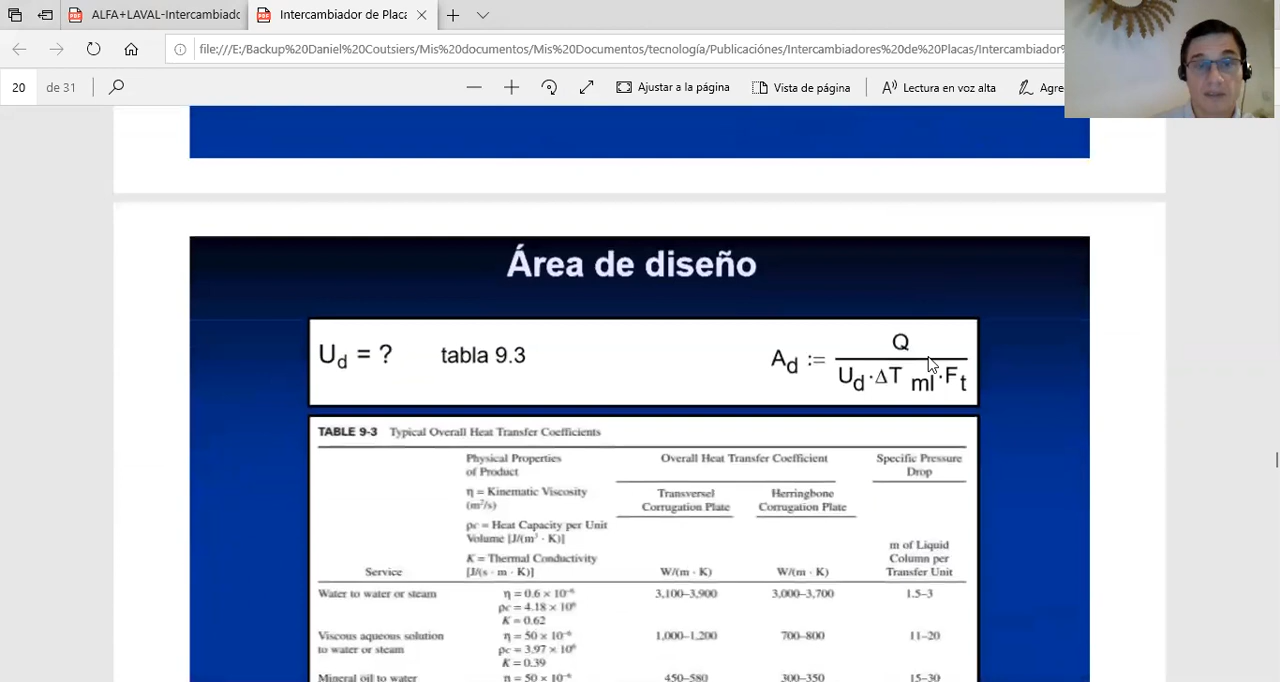 ALFA+LAVAL-Intercambiado
Intercambiador de Placa
file:///E:/Backup%20Daniel%20Coutsiers/Mis%20documentos/Mis%20Documentos/tecnología/Publicaciónes/Intercambiadores%20de%20Placas/Intercambiador%
20 de 31
Ajustar a la página
Vista de página
Lectura en voz alta
Agre
Área de diseño
Ud = ? tabla 9.3
Ad := Q
Ud·ΔT ml·Ft
TABLE 9-3 Typical Overall Heat Transfer Coefficients
Physical Properties Overall Heat Transfer Coefficient Specific Pressure
of Product Drop
η = Kinematic Viscosity Transversel Herringbone
(m²/s) Corrugation Plate Corrugation Plate
ρc = Heat Capacity per Unit
Volume [J/(m³ · K)] m of Liquid
K = Thermal Conductivity Column per
Service [J/(s · m · K)] W/(m · K) W/(m · K) Transfer Unit
Water to water or steam η = 0.6 × 10⁻⁶ 3,100–3,900 3,000–3,700 1.5–3
ρc = 4.18 × 10⁶
K = 0.62
Viscous aqueous solution η = 50 × 10⁻⁶ 1,000–1,200 700–800 11–20
to water or steam ρc = 3.97 × 10⁶
K = 0.39
Mineral oil to water η = 50 × 10⁻⁶ 450–580 300–350 15–30